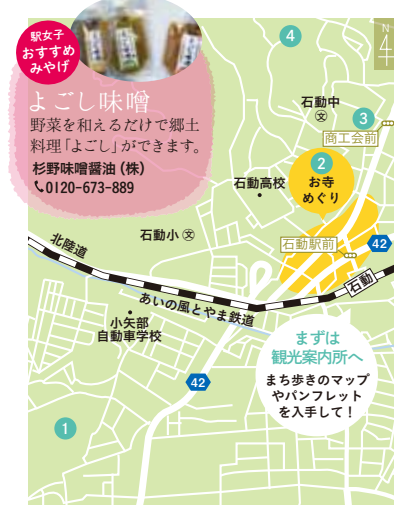 駅女子
おすすめ
みやげ
よごし味噌
野菜を和えるだけで郷土
料理「よごし」ができます。
杉野味噌醤油(株)
0120-673-889
N
4
石動中
文
3
商工会前
2
お寺
めぐり
石動高校
石動小 文
石動駅前
42
北陸道
石動
あいの風とやま鉄道
小矢部
自動車学校
まずは
観光案内所へ
まち歩きのマップ
やパンフレット
を入手して!
42
1